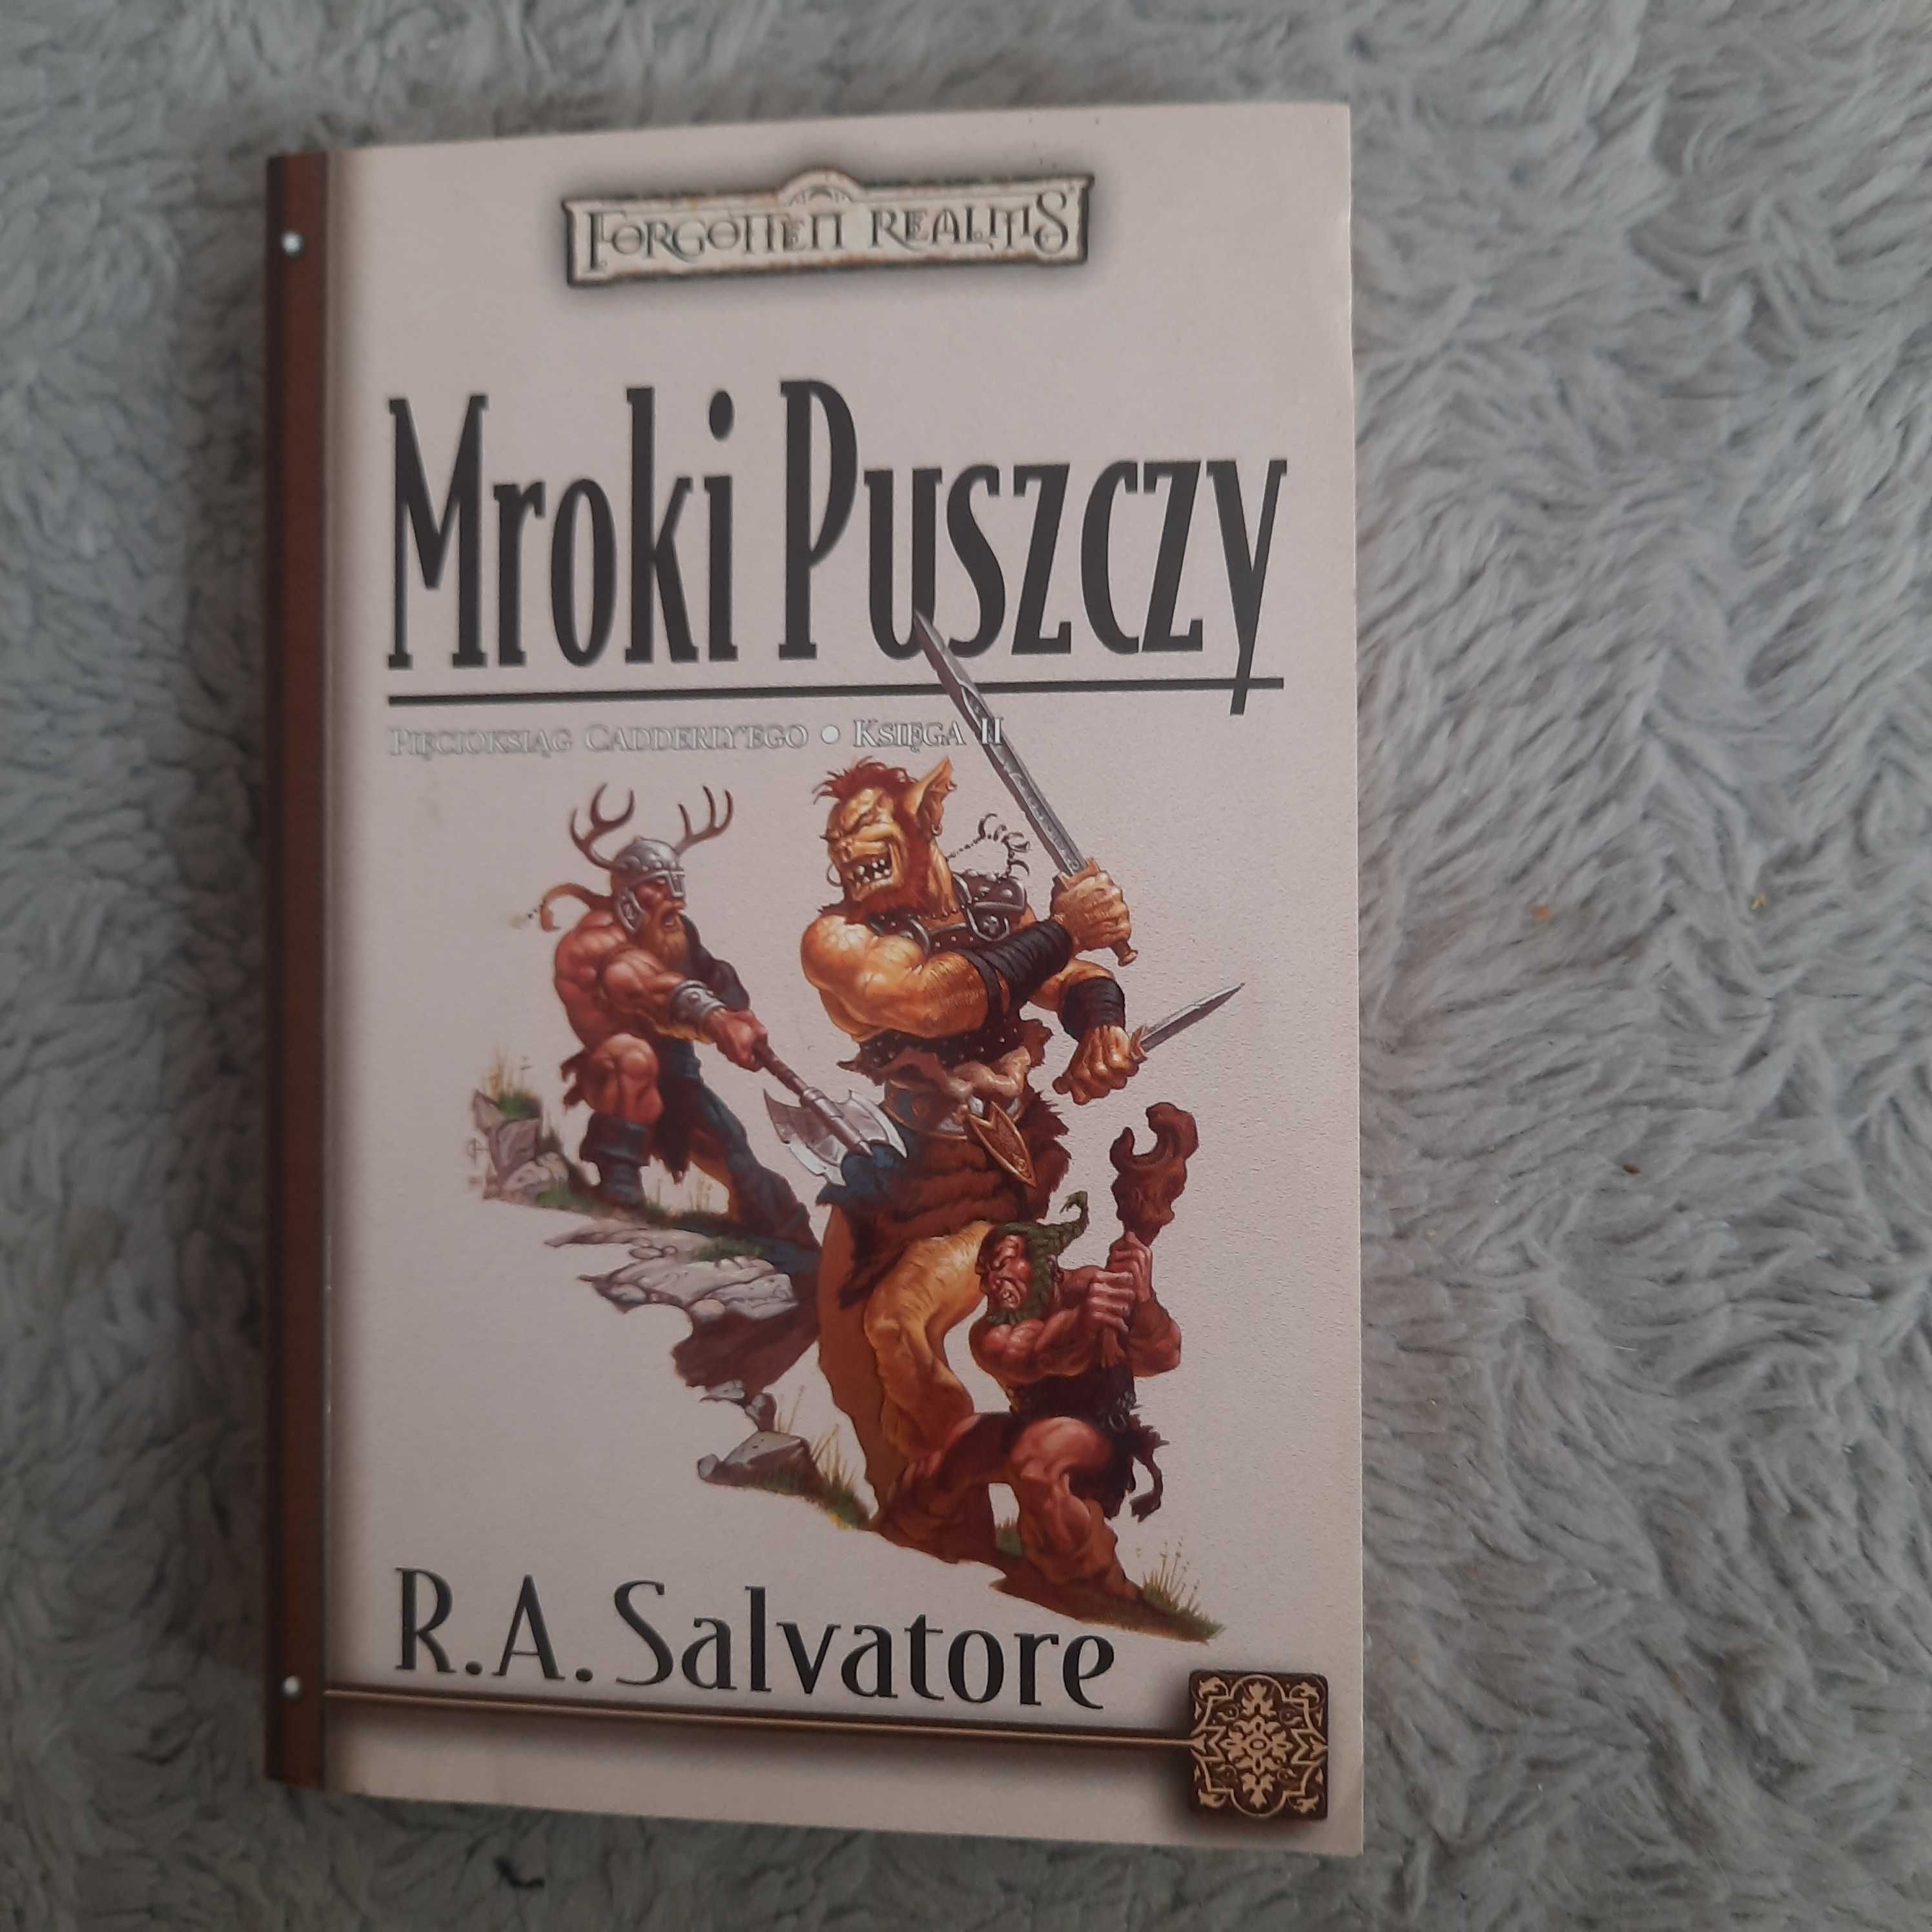 FORGOTTEN REALMS
Mroki Puszczy
Pięcioksiąg Cadderly'ego • Księga II
R.A. Salvatore